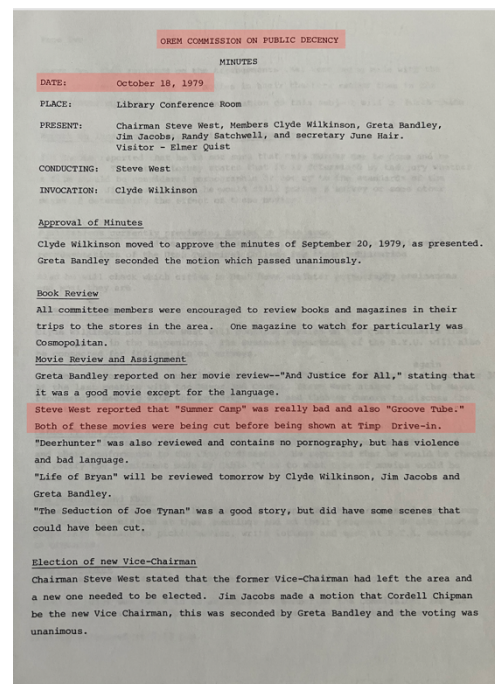 OREM COMMISSION ON PUBLIC DECENCY
MINUTES
DATE: October 18, 1979
PLACE: Library Conference Room
PRESENT: Chairman Steve West, Members Clyde Wilkinson, Greta Bandley,
Jim Jacobs, Randy Satchwell, and secretary June Hair.
Visitor - Elmer Quist
CONDUCTING: Steve West
INVOCATION: Clyde Wilkinson
Approval of Minutes
Clyde Wilkinson moved to approve the minutes of September 20, 1979, as presented.
Greta Bandley seconded the motion which passed unanimously.
Book Review
All committee members were encouraged to review books and magazines in their
trips to the stores in the area. One magazine to watch for particularly was
Cosmopolitan.
Movie Review and Assignment
Greta Bandley reported on her movie review--"And Justice for All," stating that
it was a good movie except for the language.
Steve West reported that "Summer Camp" was really bad and also "Groove Tube."
Both of these movies were being cut before being shown at Timp Drive-in.
"Deerhunter" was also reviewed and contains no pornography, but has violence
and bad language.
"Life of Bryan" will be reviewed tomorrow by Clyde Wilkinson, Jim Jacobs and
Greta Bandley.
"The Seduction of Joe Tynan" was a good story, but did have some scenes that
could have been cut.
Election of new Vice-Chairman
Chairman Steve West stated that the former Vice-Chairman had left the area and
a new one needed to be elected. Jim Jacobs made a motion that Cordell Chipman
be the new Vice Chairman, this was seconded by Greta Bandley and the voting was
unanimous.